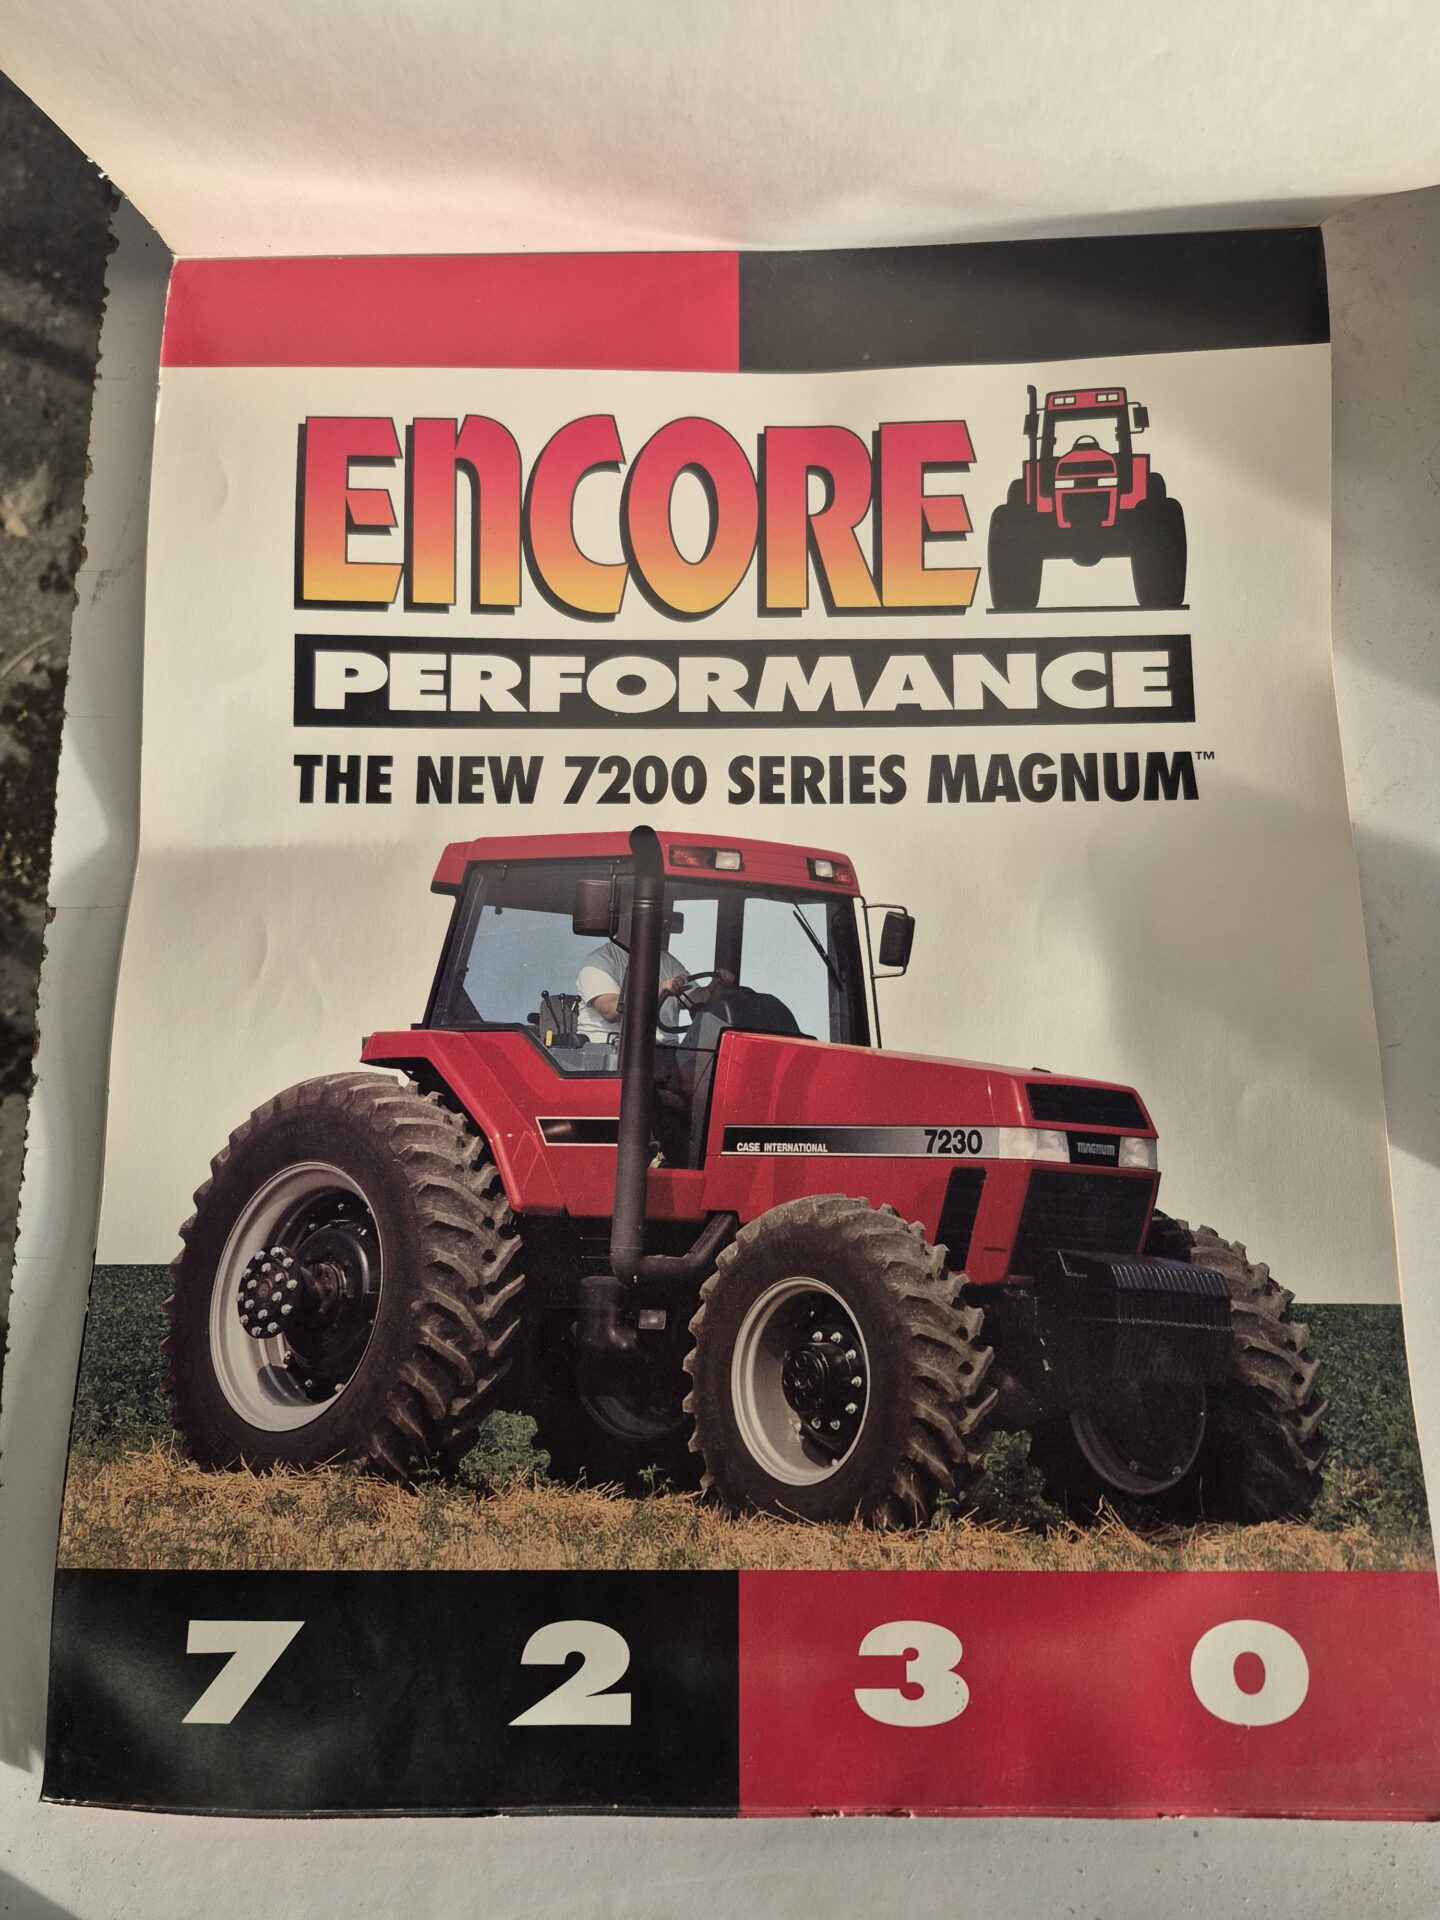 ENCORE
PERFORMANCE
THE NEW 7200 SERIES MAGNUM™
CASE INTERNATIONAL 7230
MAGNUM
7 2 3 0